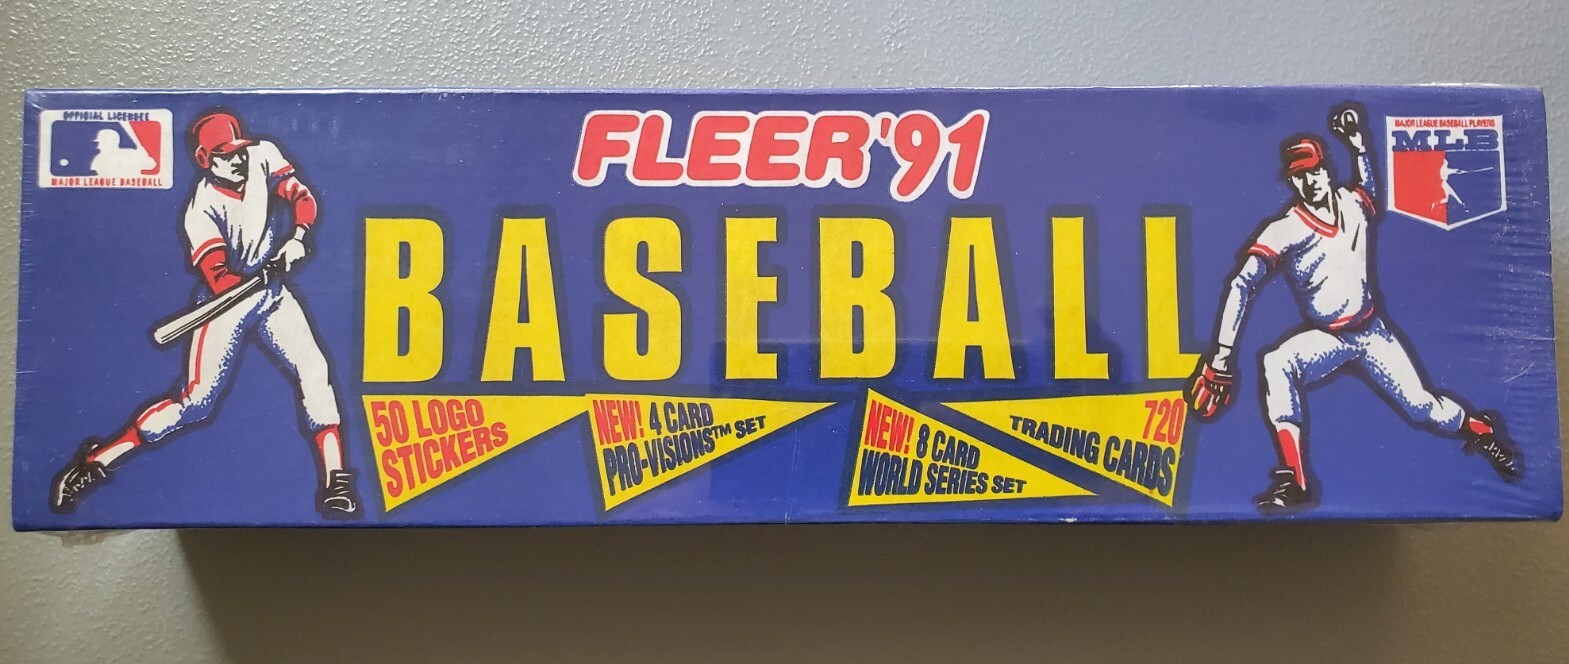 OFFICIAL LICENSEE
MAJOR LEAGUE BASEBALL
FLEER'91
MAJOR LEAGUE BASEBALL PLAYERS
MLB
BASEBALL
50 LOGO
STICKERS
NEW! 4 CARD
PRO-VISIONS™ SET
NEW! 8 CARD
WORLD SERIES SET
720
TRADING CARDS